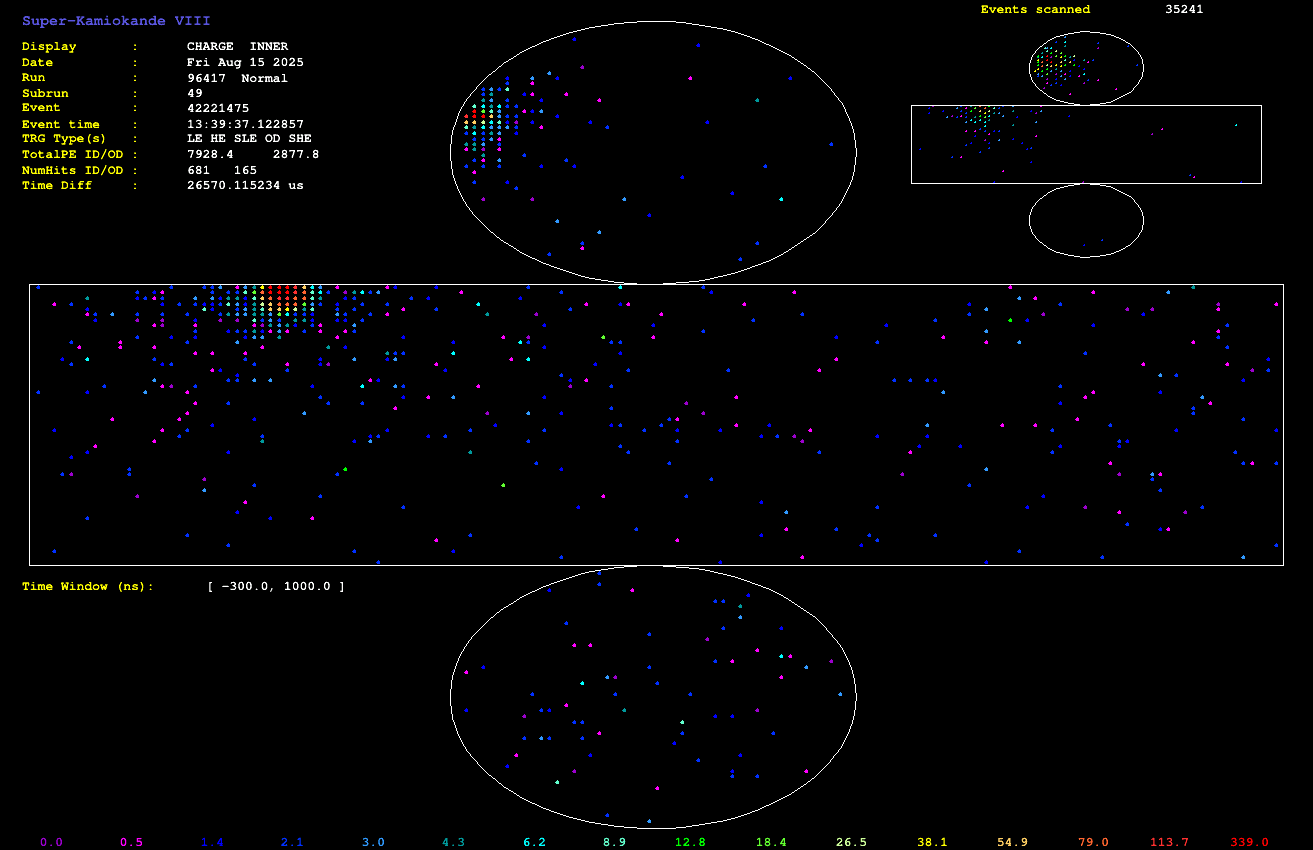 Super-Kamiokande VIII
Events scanned 35241
Display : CHARGE INNER
Date : Fri Aug 15 2025
Run : 96417 Normal
Subrun : 49
Event : 42221475
Event time : 13:39:37.122857
TRG Type(s) : LE HE SLE OD SHE
TotalPE ID/OD : 7928.4 2877.8
NumHits ID/OD : 681 165
Time Diff : 26570.115234 us
Time Window (ns): [ -300.0, 1000.0 ]
0.0 0.5 1.4 2.1 3.0 4.3 6.2 8.9 12.8 18.4 26.5 38.1 54.9 79.0 113.7 339.0